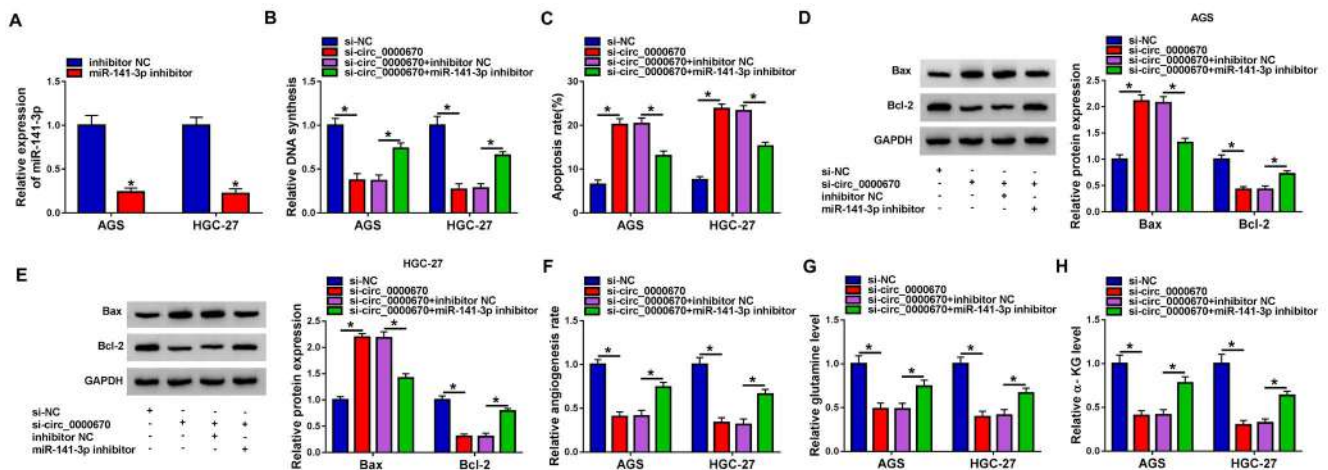 A
inhibitor NC
miR-141-3p inhibitor
Relative expression
of miR-141-3p
1.5
1.0
0.5
0.0
*
*
AGS
HGC-27
B
si-NC
si-circ_0000670
si-circ_0000670+inhibitor NC
si-circ_0000670+miR-141-3p inhibitor
Relative DNA synthesis
1.5
1.0
0.5
0.0
*
*
*
*
AGS
HGC-27
C
si-NC
si-circ_0000670
si-circ_0000670+inhibitor NC
si-circ_0000670+miR-141-3p inhibitor
Apoptosis rate(%)
30
20
10
0
*
*
*
*
AGS
HGC-27
D
Bax
Bcl-2
GAPDH
si-NC + - - -
si-circ_0000670 - + + +
inhibitor NC - - + -
miR-141-3p inhibitor - - - +
AGS
si-NC
si-circ_0000670
si-circ_0000670+inhibitor NC
si-circ_0000670+miR-141-3p inhibitor
Relative protein expression
2.5
2.0
1.5
1.0
0.5
0.0
*
*
*
*
Bax
Bcl-2
E
Bax
Bcl-2
GAPDH
si-NC + - - -
si-circ_0000670 - + + +
inhibitor NC - - + -
miR-141-3p inhibitor - - - +
HGC-27
si-NC
si-circ_0000670
si-circ_0000670+inhibitor NC
si-circ_0000670+miR-141-3p inhibitor
Relative protein expression
2.5
2.0
1.5
1.0
0.5
0.0
*
*
*
*
Bax
Bcl-2
F
si-NC
si-circ_0000670
si-circ_0000670+inhibitor NC
si-circ_0000670+miR-141-3p inhibitor
Relative angiogenesis rate
1.5
1.0
0.5
0.0
*
*
*
*
AGS
HGC-27
G
si-NC
si-circ_0000670
si-circ_0000670+inhibitor NC
si-circ_0000670+miR-141-3p inhibitor
Relative glutamine level
1.5
1.0
0.5
0.0
*
*
*
*
AGS
HGC-27
H
si-NC
si-circ_0000670
si-circ_0000670+inhibitor NC
si-circ_0000670+miR-141-3p inhibitor
Relative α- KG level
1.5
1.0
0.5
0.0
*
*
*
*
AGS
HGC-27